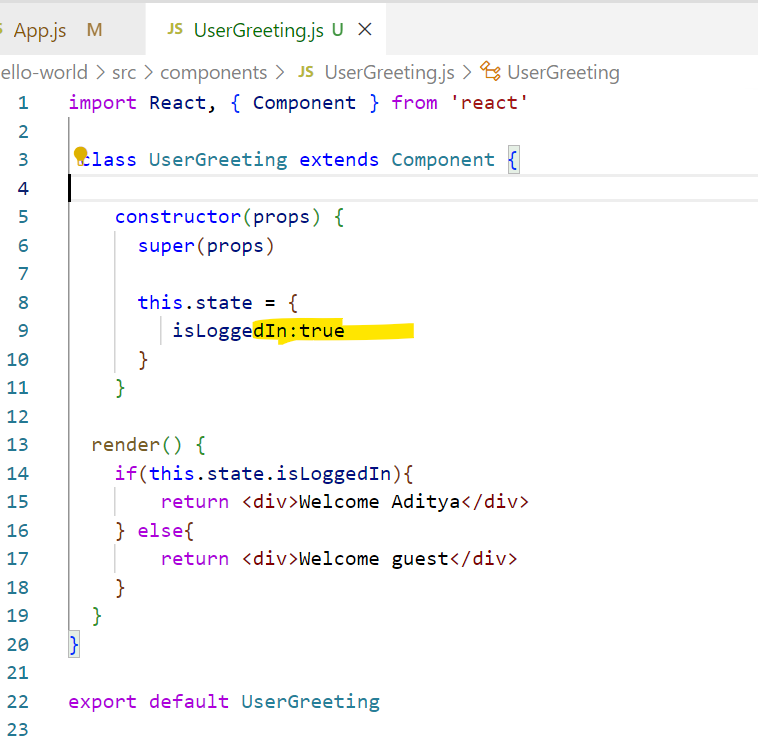 App.js M JS UserGreeting.js U
ello-world > src > components > JS UserGreeting.js > UserGreeting
1 import React, { Component } from 'react'
2
3 class UserGreeting extends Component {
4
5 constructor(props) {
6 super(props)
7
8 this.state = {
9 isLoggedIn:true
10 }
11 }
12
13 render() {
14 if(this.state.isLoggedIn){
15 return <div>Welcome Aditya</div>
16 } else{
17 return <div>Welcome guest</div>
18 }
19 }
20 }
21
22 export default UserGreeting
23